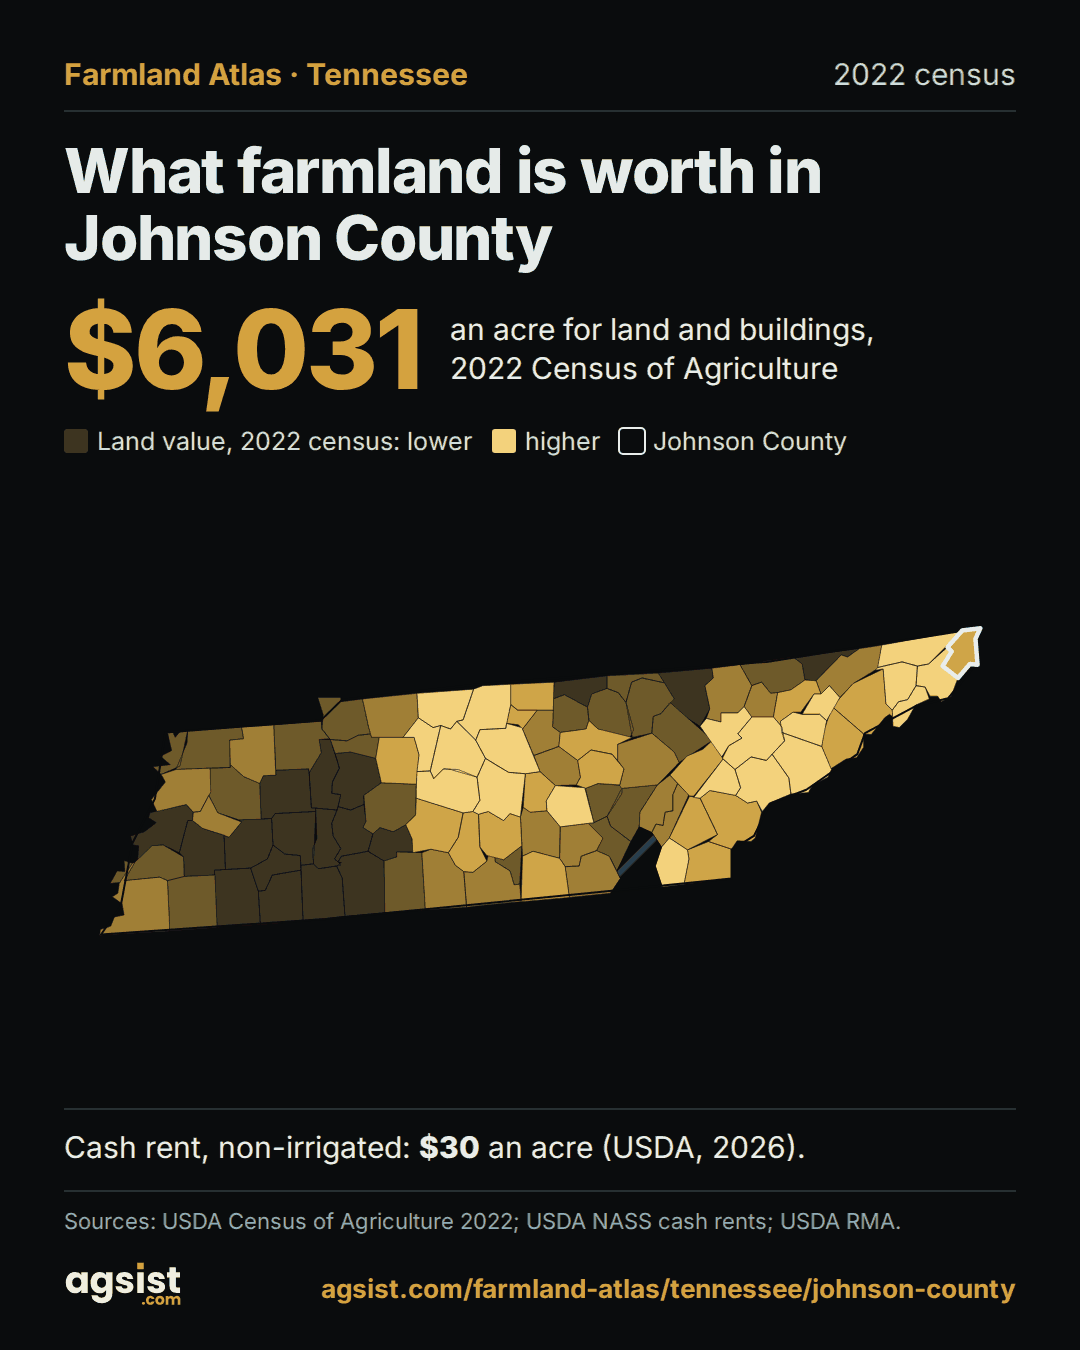 Farmland Atlas · Tennessee
2022 census
What farmland is worth in
Johnson County
$6,031
an acre for land and buildings,
2022 Census of Agriculture
Land value, 2022 census: lower higher Johnson County
Cash rent, non-irrigated: $30 an acre (USDA, 2026).
Sources: USDA Census of Agriculture 2022; USDA NASS cash rents; USDA RMA.
agsist
.com
agsist.com/farmland-atlas/tennessee/johnson-county